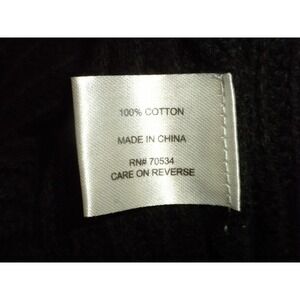 100% COTTON
MADE IN CHINA
RN# 70534
CARE ON REVERSE